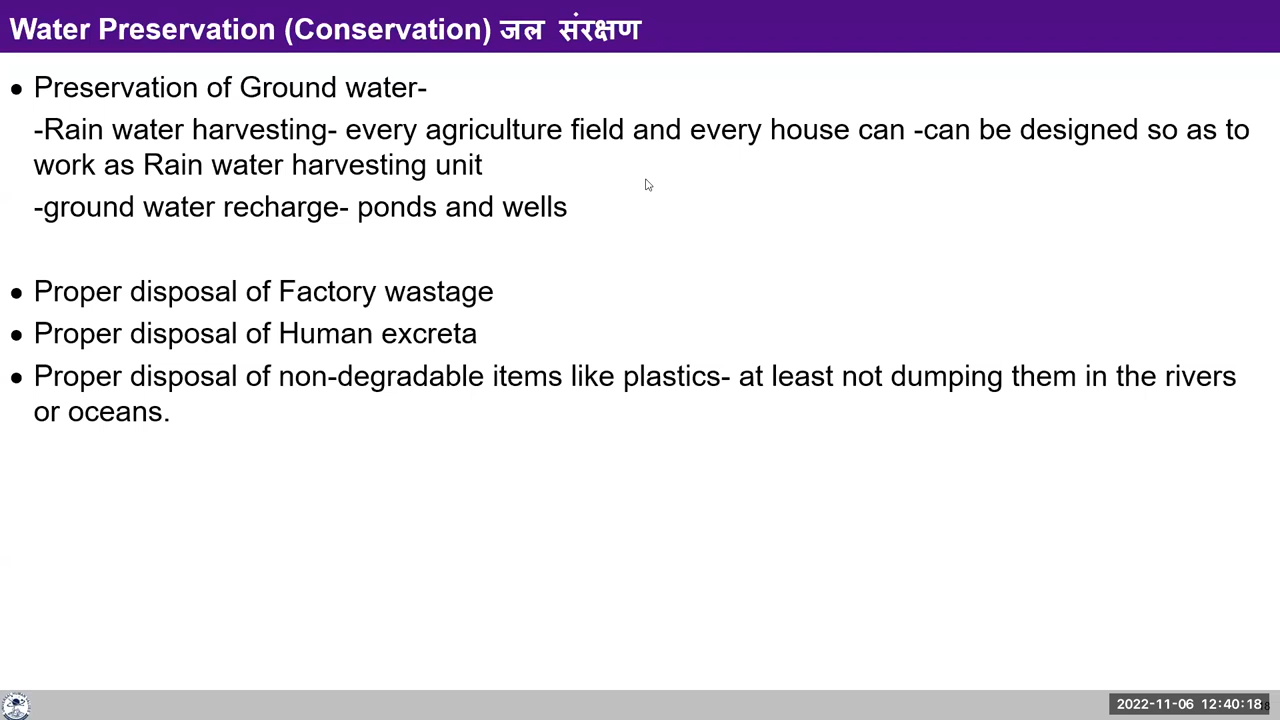 Water Preservation (Conservation) जल संरक्षण
• Preservation of Ground water-
-Rain water harvesting- every agriculture field and every house can -can be designed so as to
work as Rain water harvesting unit
-ground water recharge- ponds and wells
• Proper disposal of Factory wastage
• Proper disposal of Human excreta
• Proper disposal of non-degradable items like plastics- at least not dumping them in the rivers
or oceans.
2022-11-06 12:40:18